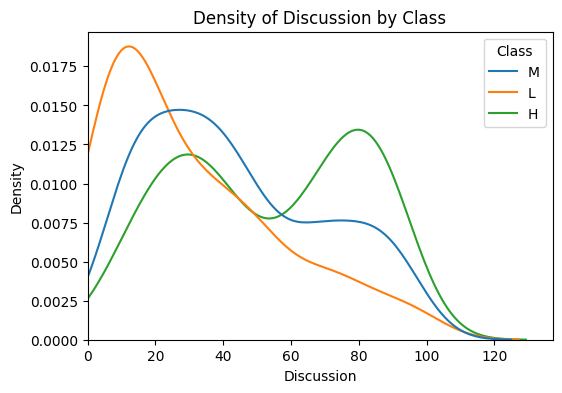 Density of Discussion by Class
Class
M
L
H
Density
0.0175
0.0150
0.0125
0.0100
0.0075
0.0050
0.0025
0.0000
0 20 40 60 80 100 120
Discussion